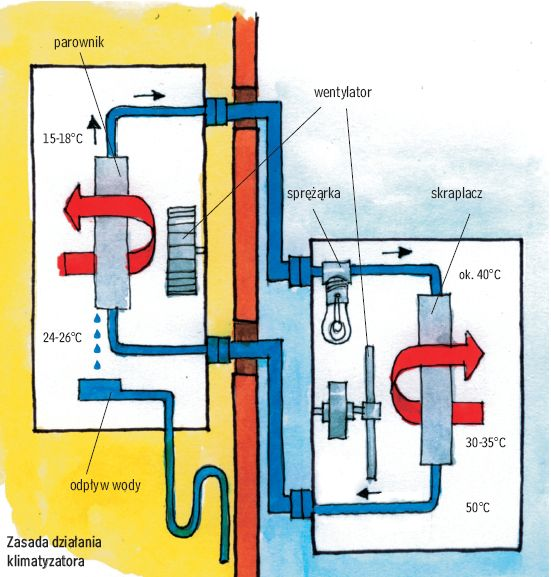 parownik
wentylator
15-18°C
sprężarka
skraplacz
ok. 40°C
24-26°C
30-35°C
odpływ wody
50°C
Zasada działania
klimatyzatora